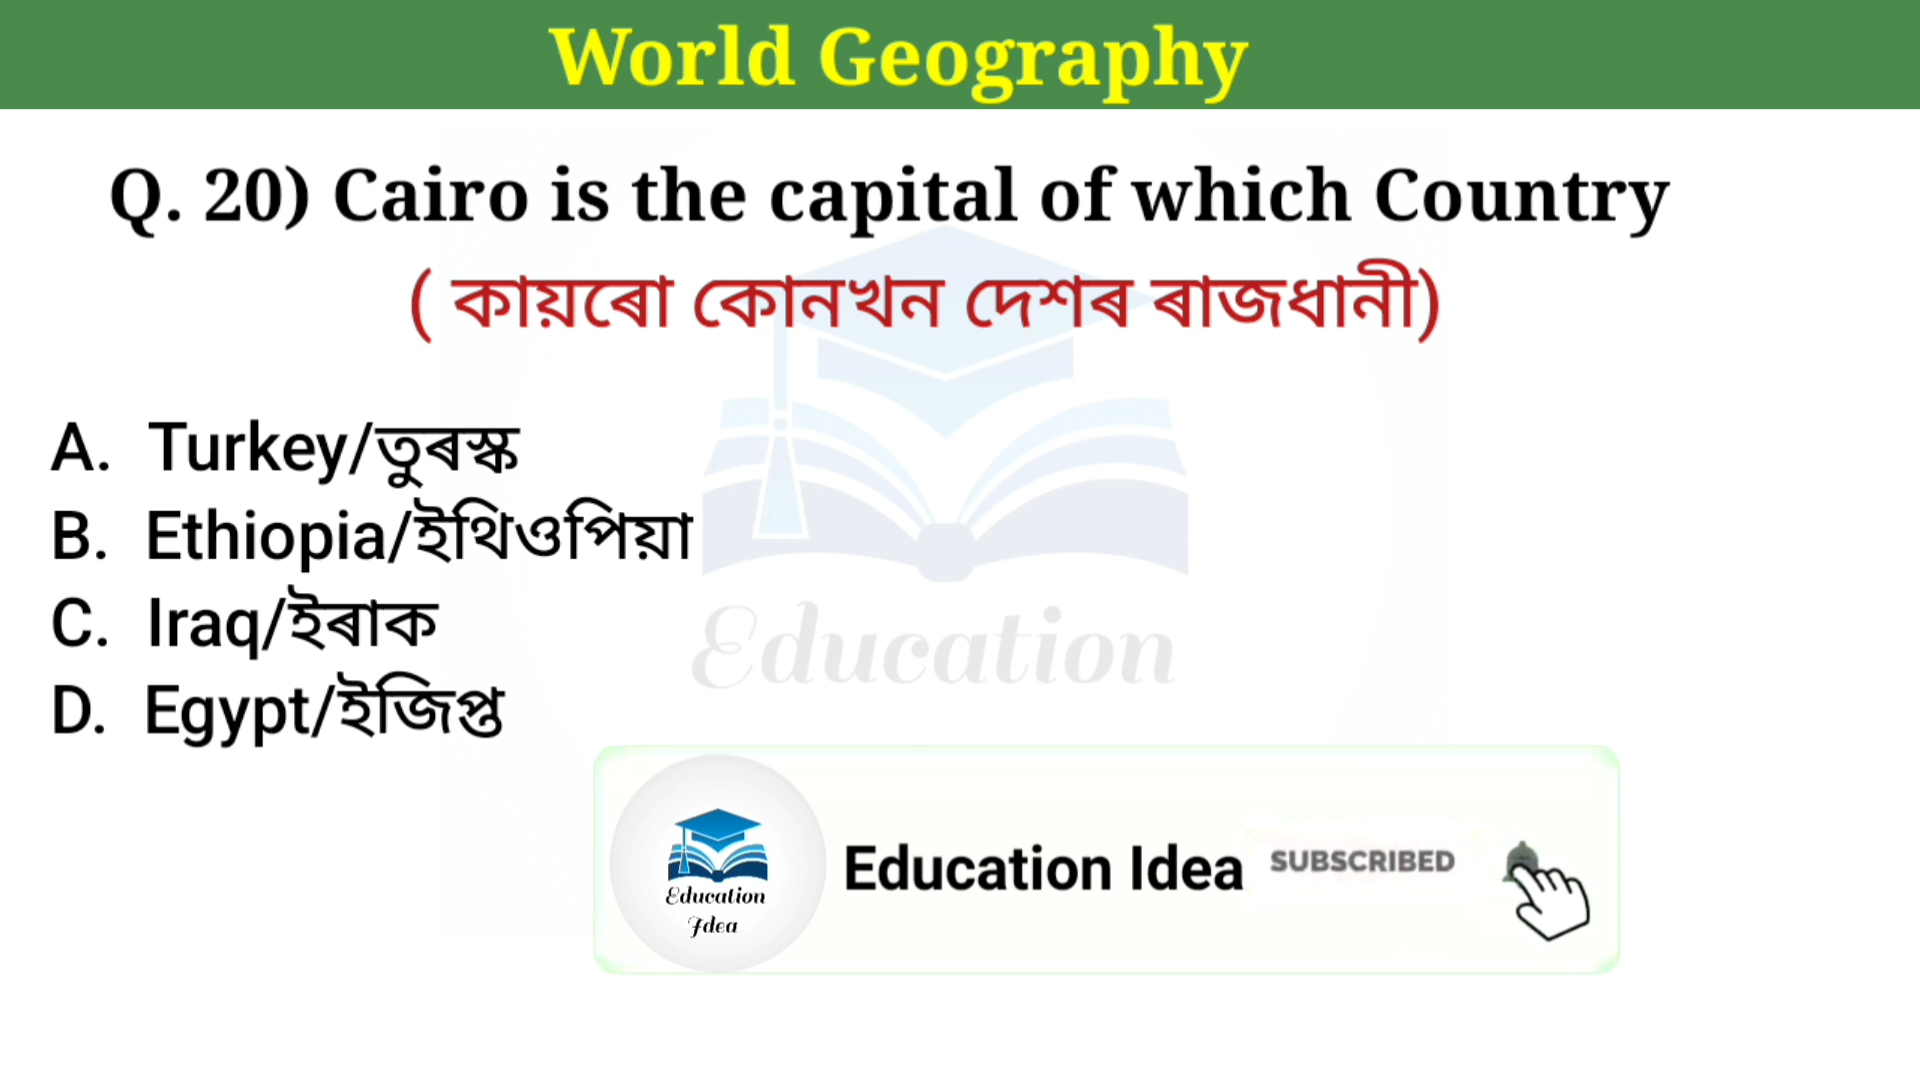 World Geography
Q. 20) Cairo is the capital of which Country
( কায়ৰো কোনখন দেশৰ ৰাজধানী)
A. Turkey/তুৰস্ক
B. Ethiopia/ইথিওপিয়া
C. Iraq/ইৰাক
D. Egypt/ইজিপ্ত
Education
Education Idea
SUBSCRIBED
Education
Idea